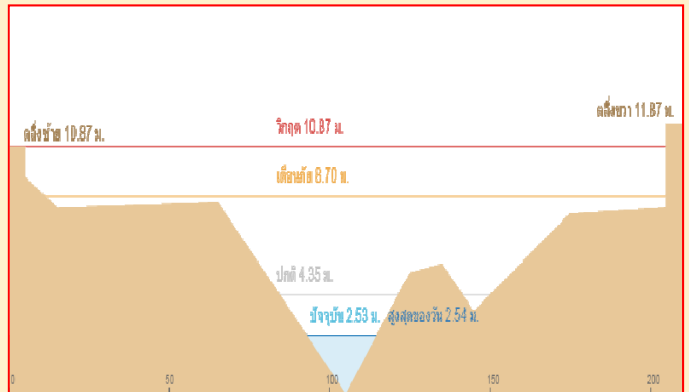 ตลิ่งขวา 11.87 ม.
ตลิ่งซ้าย 10.87 ม.
วิกฤต 10.87 ม.
เตือนภัย 8.70 ม.
ปกติ 4.35 ม.
ปัจจุบัน 2.53 ม. สูงสุดของวัน 2.54 ม.
0 50 100 150 200